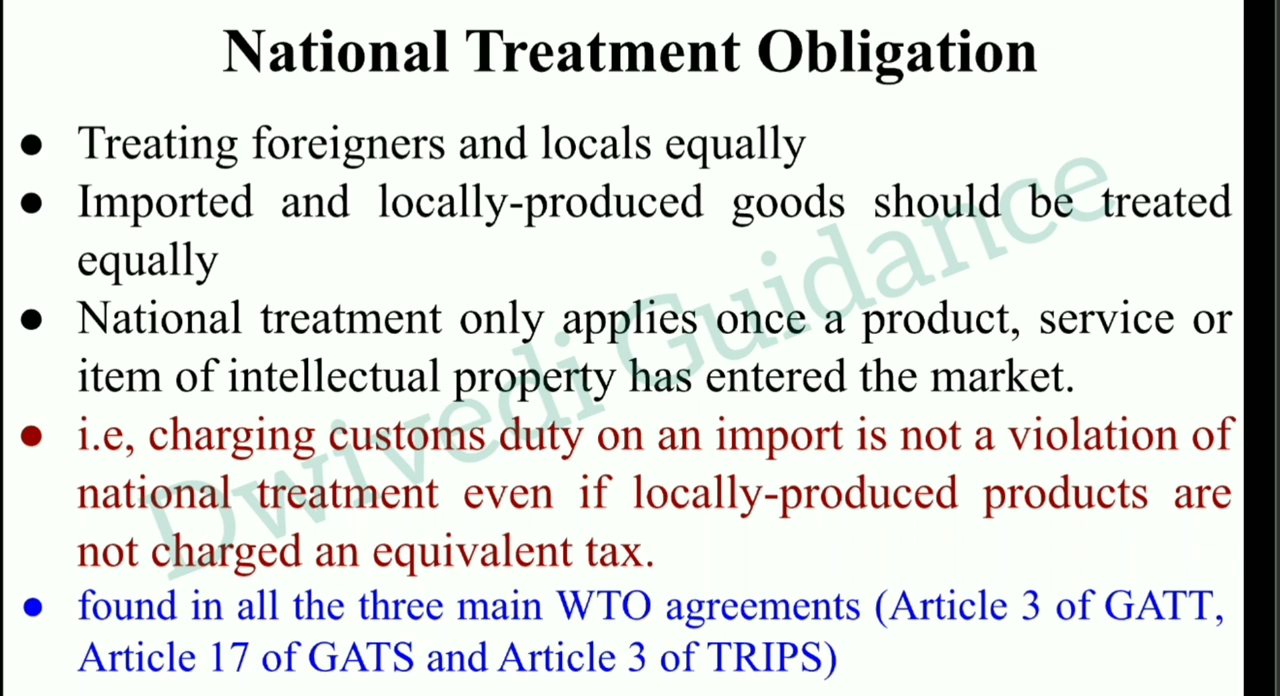 National Treatment Obligation
● Treating foreigners and locals equally
● Imported and locally-produced goods should be treated
equally
● National treatment only applies once a product, service or
item of intellectual property has entered the market.
● i.e, charging customs duty on an import is not a violation of
national treatment even if locally-produced products are
not charged an equivalent tax.
● found in all the three main WTO agreements (Article 3 of GATT,
Article 17 of GATS and Article 3 of TRIPS)
Dwivedi Guidance